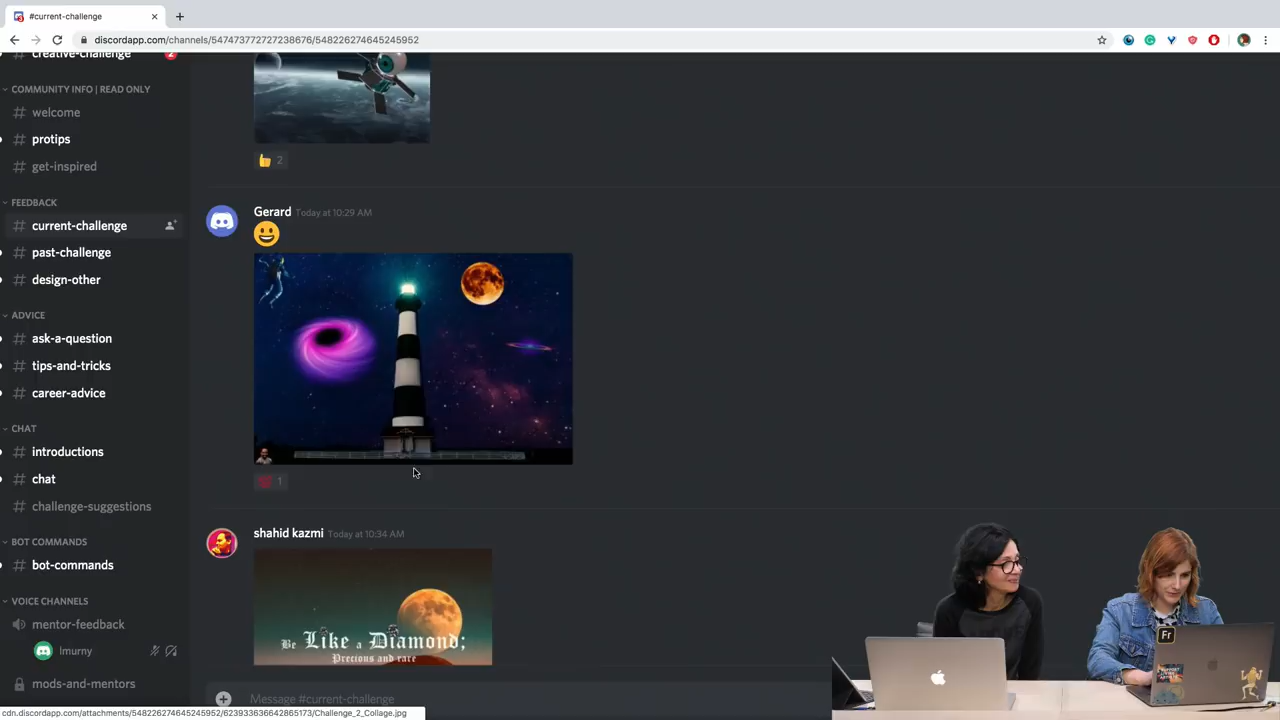 #current-challenge
discordapp.com/channels/547473772727238676/548226274645245952
creative-challenge
2
COMMUNITY INFO | READ ONLY
# welcome
# protips
# get-inspired
FEEDBACK
# current-challenge
# past-challenge
# design-other
ADVICE
# ask-a-question
# tips-and-tricks
# career-advice
CHAT
# introductions
# chat
# challenge-suggestions
BOT COMMANDS
# bot-commands
VOICE CHANNELS
mentor-feedback
lmurny
mods-and-mentors
2
Gerard Today at 10:29 AM
1
shahid kazmi Today at 10:34 AM
Be Like a Diamond;
Precious and rare
Message #current-challenge
cdn.discordapp.com/attachments/548226274645245952/623933636642865173/Challenge_2_Collage.jpg
Fr